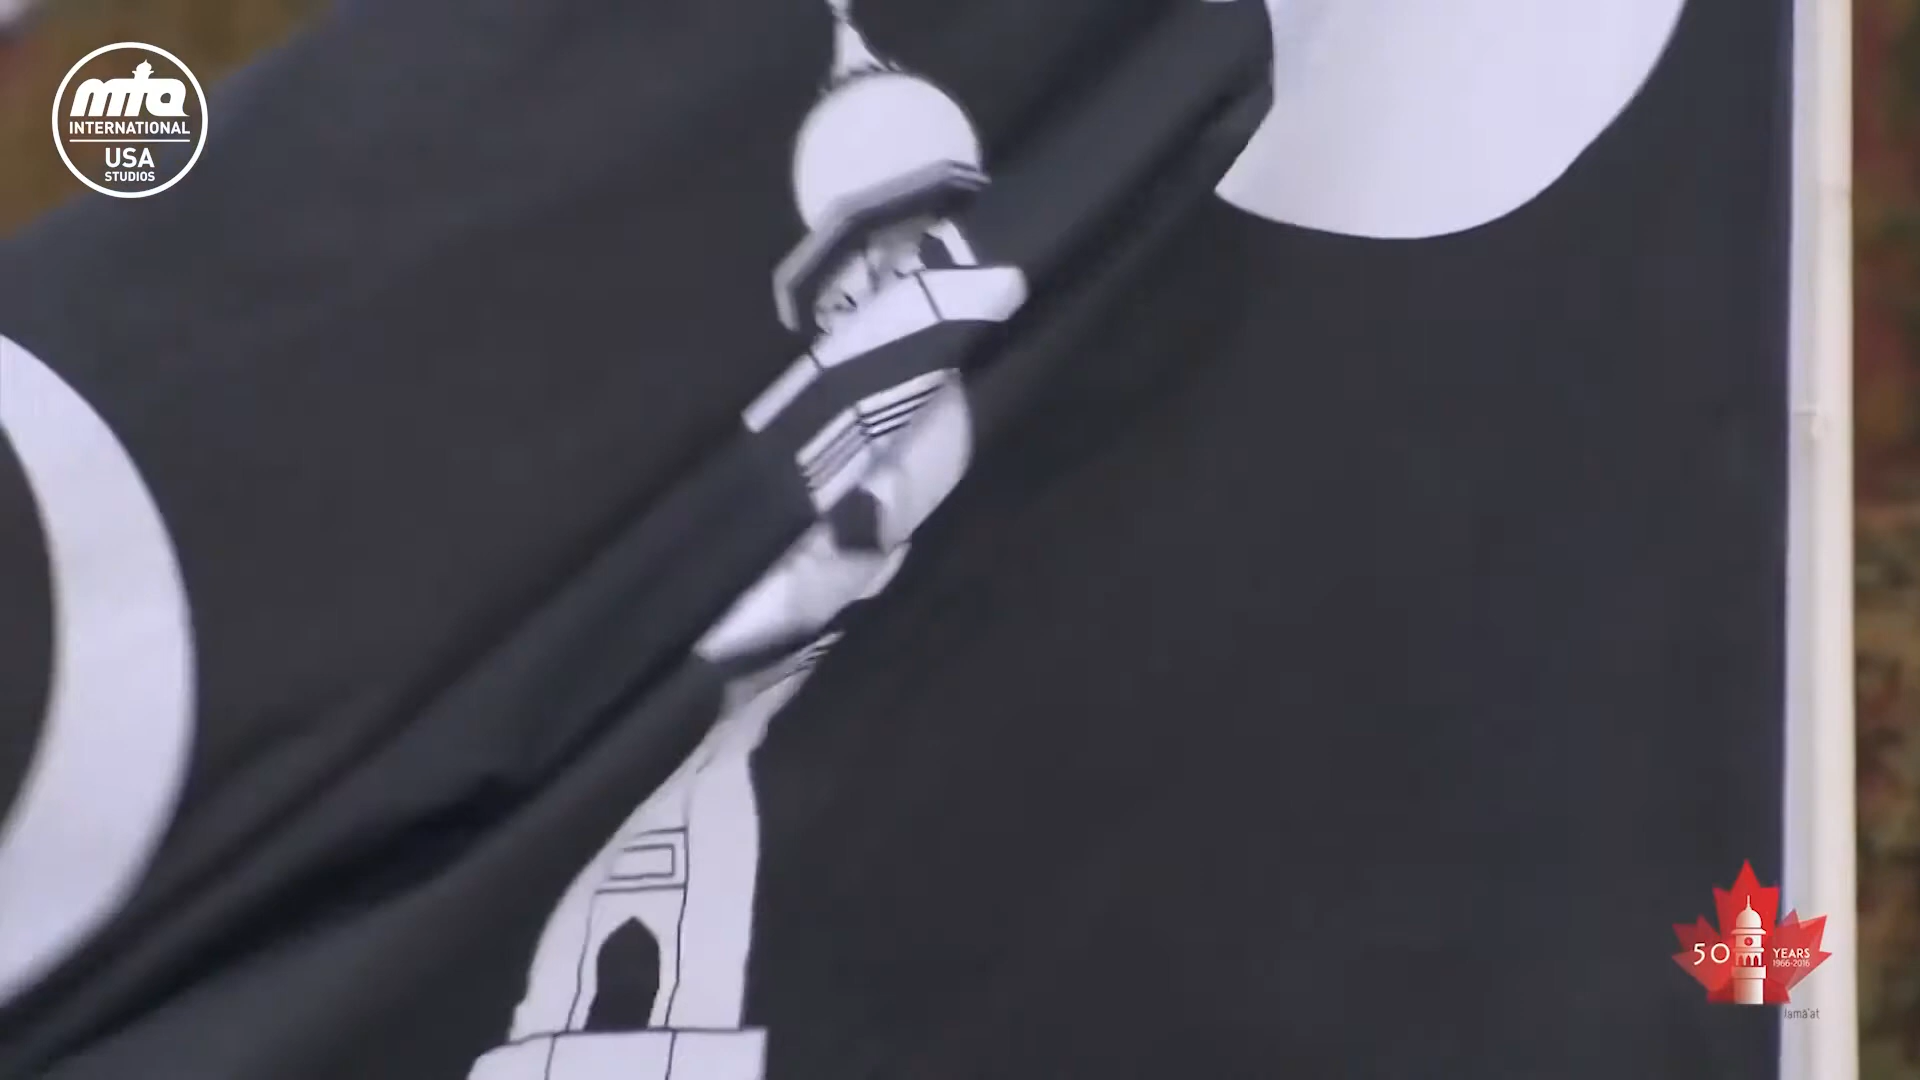 mta
INTERNATIONAL
USA
STUDIOS
50 YEARS
1966-2016
Jama'at